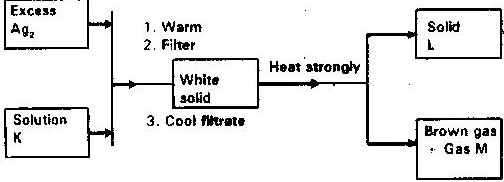 Excess
Ag₂
Solution
K
1. Warm
2. Filter
White
solid
3. Cool filtrate
Heat strongly
Solid
L
Brown gas
+ Gas M